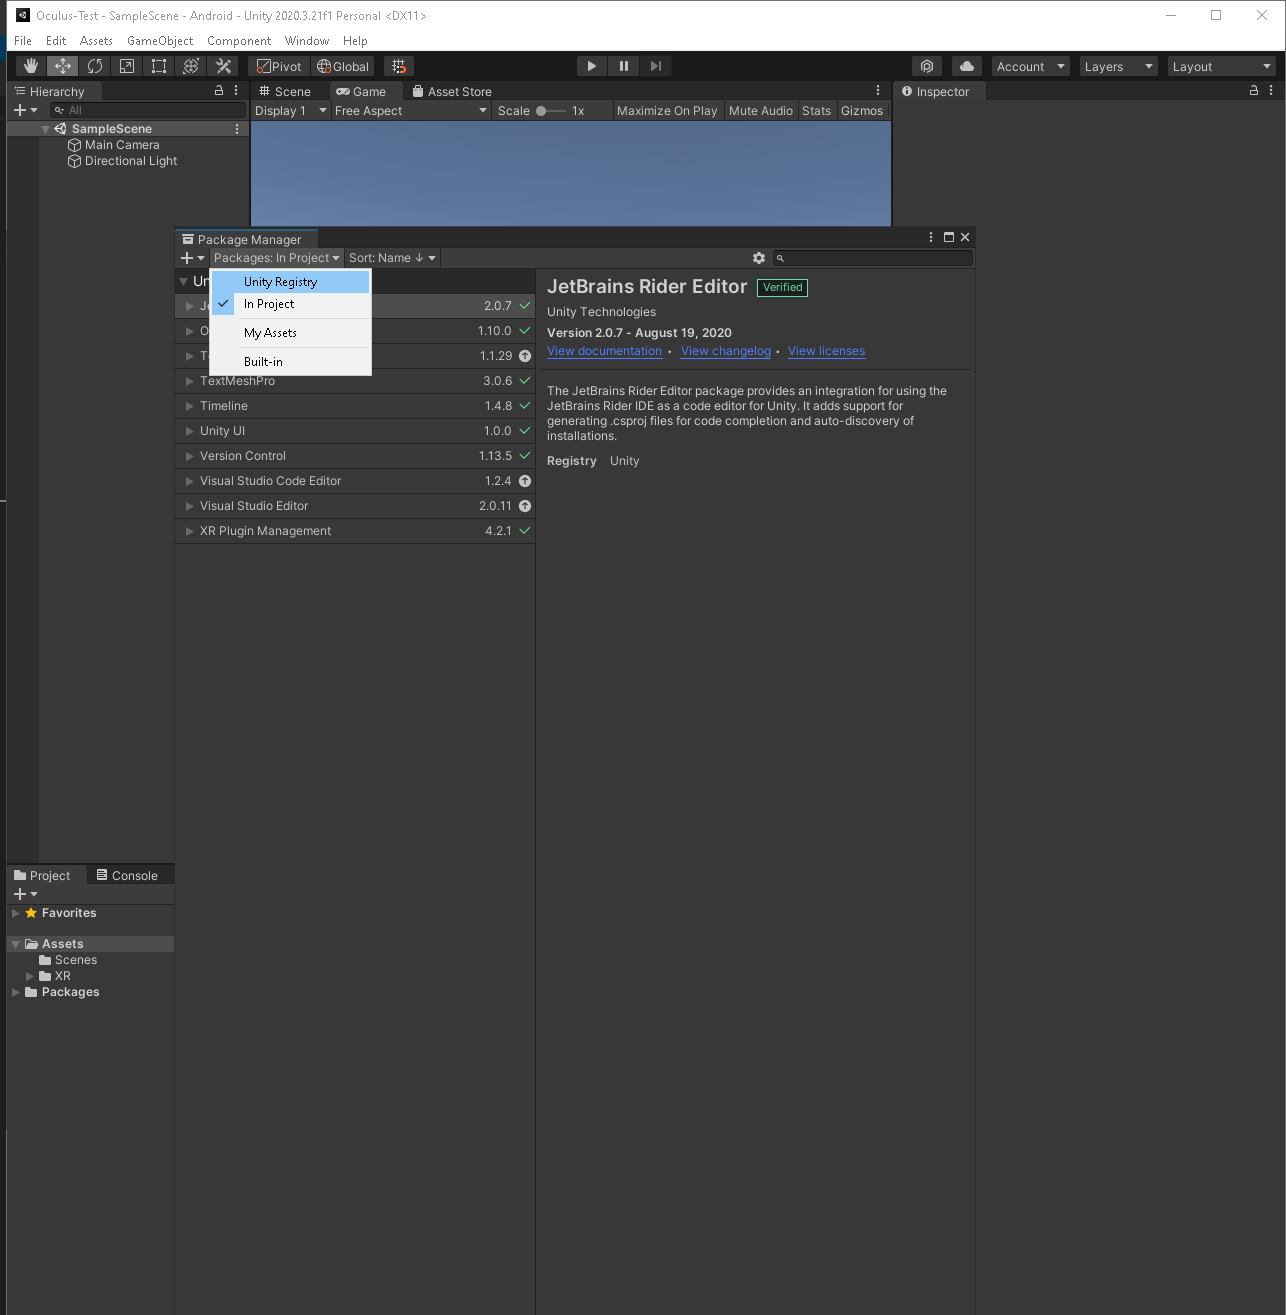 Oculus-Test - SampleScene - Android - Unity 2020.3.21f1 Personal <DX11>
File Edit Assets GameObject Component Window Help
Pivot Global Account Layers Layout
Hierarchy
Scene Game Asset Store
Inspector
All
Display 1 Free Aspect Scale 1x Maximize On Play Mute Audio Stats Gizmos
SampleScene
Main Camera
Directional Light
Package Manager
Packages: In Project Sort: Name ↓
Un
Unity Registry
In Project
My Assets
Built-in
Je 2.0.7
O 1.10.0
Te 1.1.29
TextMeshPro 3.0.6
Timeline 1.4.8
Unity UI 1.0.0
Version Control 1.13.5
Visual Studio Code Editor 1.2.4
Visual Studio Editor 2.0.11
XR Plugin Management 4.2.1
JetBrains Rider Editor Verified
Unity Technologies
Version 2.0.7 - August 19, 2020
View documentation • View changelog • View licenses
The JetBrains Rider Editor package provides an integration for using the
JetBrains Rider IDE as a code editor for Unity. It adds support for
generating .csproj files for code completion and auto-discovery of
installations.
Registry Unity
Project Console
Favorites
Assets
Scenes
XR
Packages